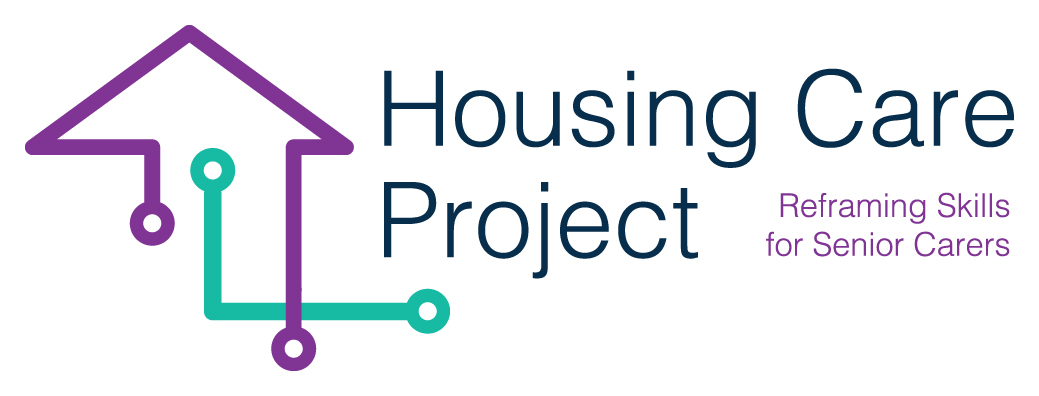 Housing Care
Project
Reframing Skills
for Senior Carers